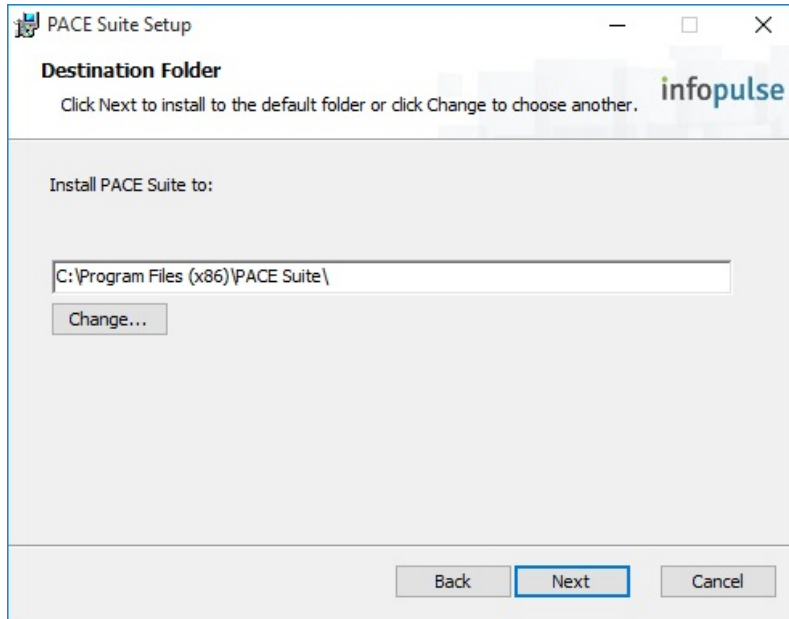 PACE Suite Setup
Destination Folder
Click Next to install to the default folder or click Change to choose another.
infopulse
Install PACE Suite to:
C:\Program Files (x86)\PACE Suite\
Change...
Back
Next
Cancel